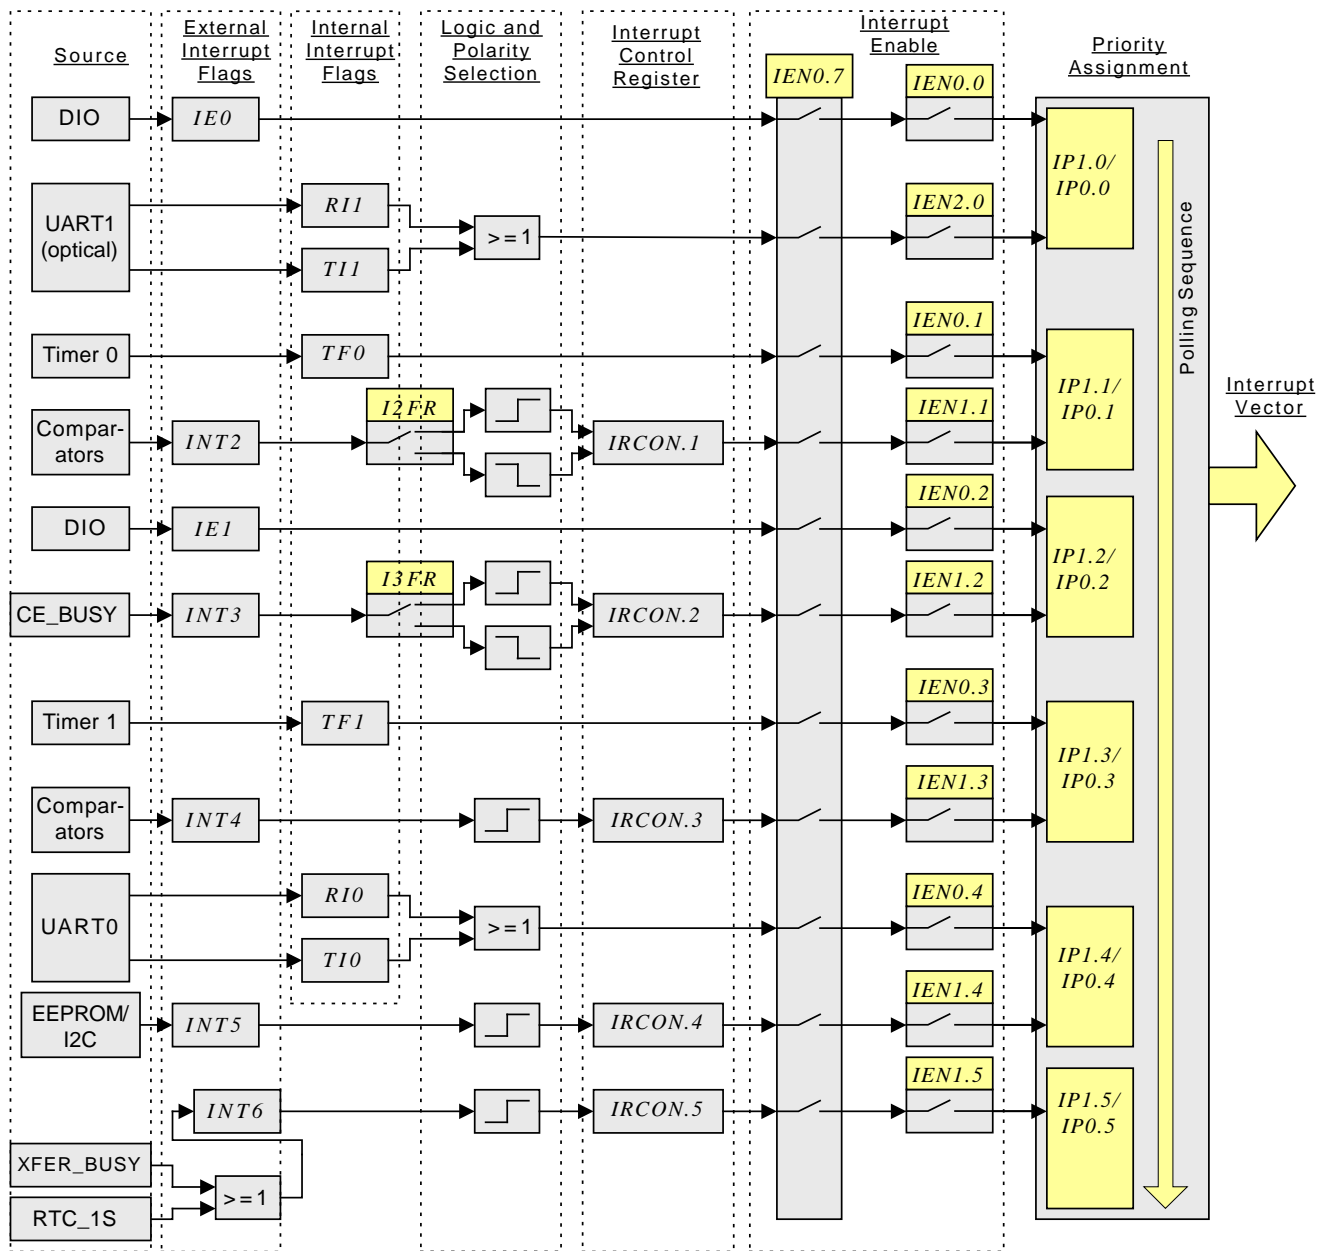 Source
External
Interrupt
Flags
Internal
Interrupt
Flags
Logic and
Polarity
Selection
Interrupt
Control
Register
Interrupt
Enable
Priority
Assignment
IEN0.7
DIO
IE0
IEN0.0
IP1.0/
IP0.0
UART1
(optical)
RI1
TI1
>=1
IEN2.0
Polling Sequence
Timer 0
TF0
IEN0.1
IP1.1/
IP0.1
Compar-
ators
INT2
I2FR
IRCON.1
IEN1.1
Interrupt
Vector
DIO
IE1
IEN0.2
IP1.2/
IP0.2
CE_BUSY
INT3
I3FR
IRCON.2
IEN1.2
Timer 1
TF1
IEN0.3
IP1.3/
IP0.3
Compar-
ators
INT4
IRCON.3
IEN1.3
UART0
RI0
TI0
>=1
IEN0.4
IP1.4/
IP0.4
EEPROM/
I2C
INT5
IRCON.4
IEN1.4
INT6
IRCON.5
IEN1.5
IP1.5/
IP0.5
XFER_BUSY
RTC_1S
>=1